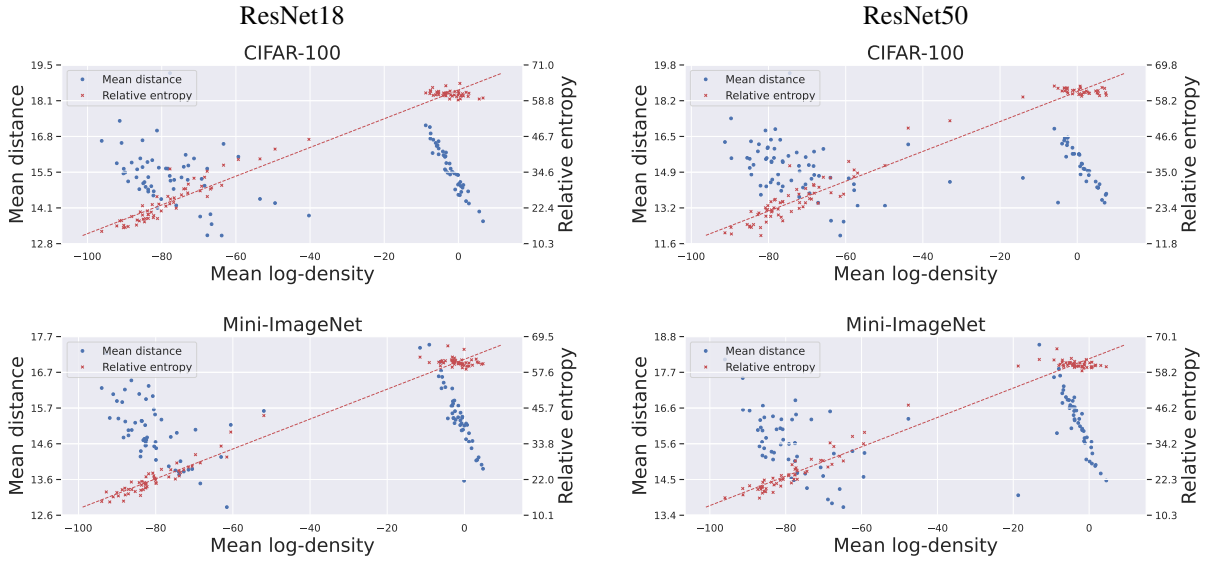 ResNet18
ResNet50
CIFAR-100
Mean distance
Relative entropy
19.5
18.1
16.8
15.5
14.1
12.8
71.0
58.8
46.7
34.6
22.4
10.3
−100
−80
−60
−40
−20
0
Mean distance
Relative entropy
Mean log-density
CIFAR-100
Mean distance
Relative entropy
19.8
18.2
16.5
14.9
13.2
11.6
69.8
58.2
46.6
35.0
23.4
11.8
−100
−80
−60
−40
−20
0
Mean distance
Relative entropy
Mean log-density
Mini-ImageNet
Mean distance
Relative entropy
17.7
16.7
15.7
14.6
13.6
12.6
69.5
57.6
45.7
33.8
22.0
10.1
−100
−80
−60
−40
−20
0
Mean distance
Relative entropy
Mean log-density
Mini-ImageNet
Mean distance
Relative entropy
18.8
17.7
16.6
15.6
14.5
13.4
70.1
58.2
46.2
34.2
22.3
10.3
−100
−80
−60
−40
−20
0
Mean distance
Relative entropy
Mean log-density